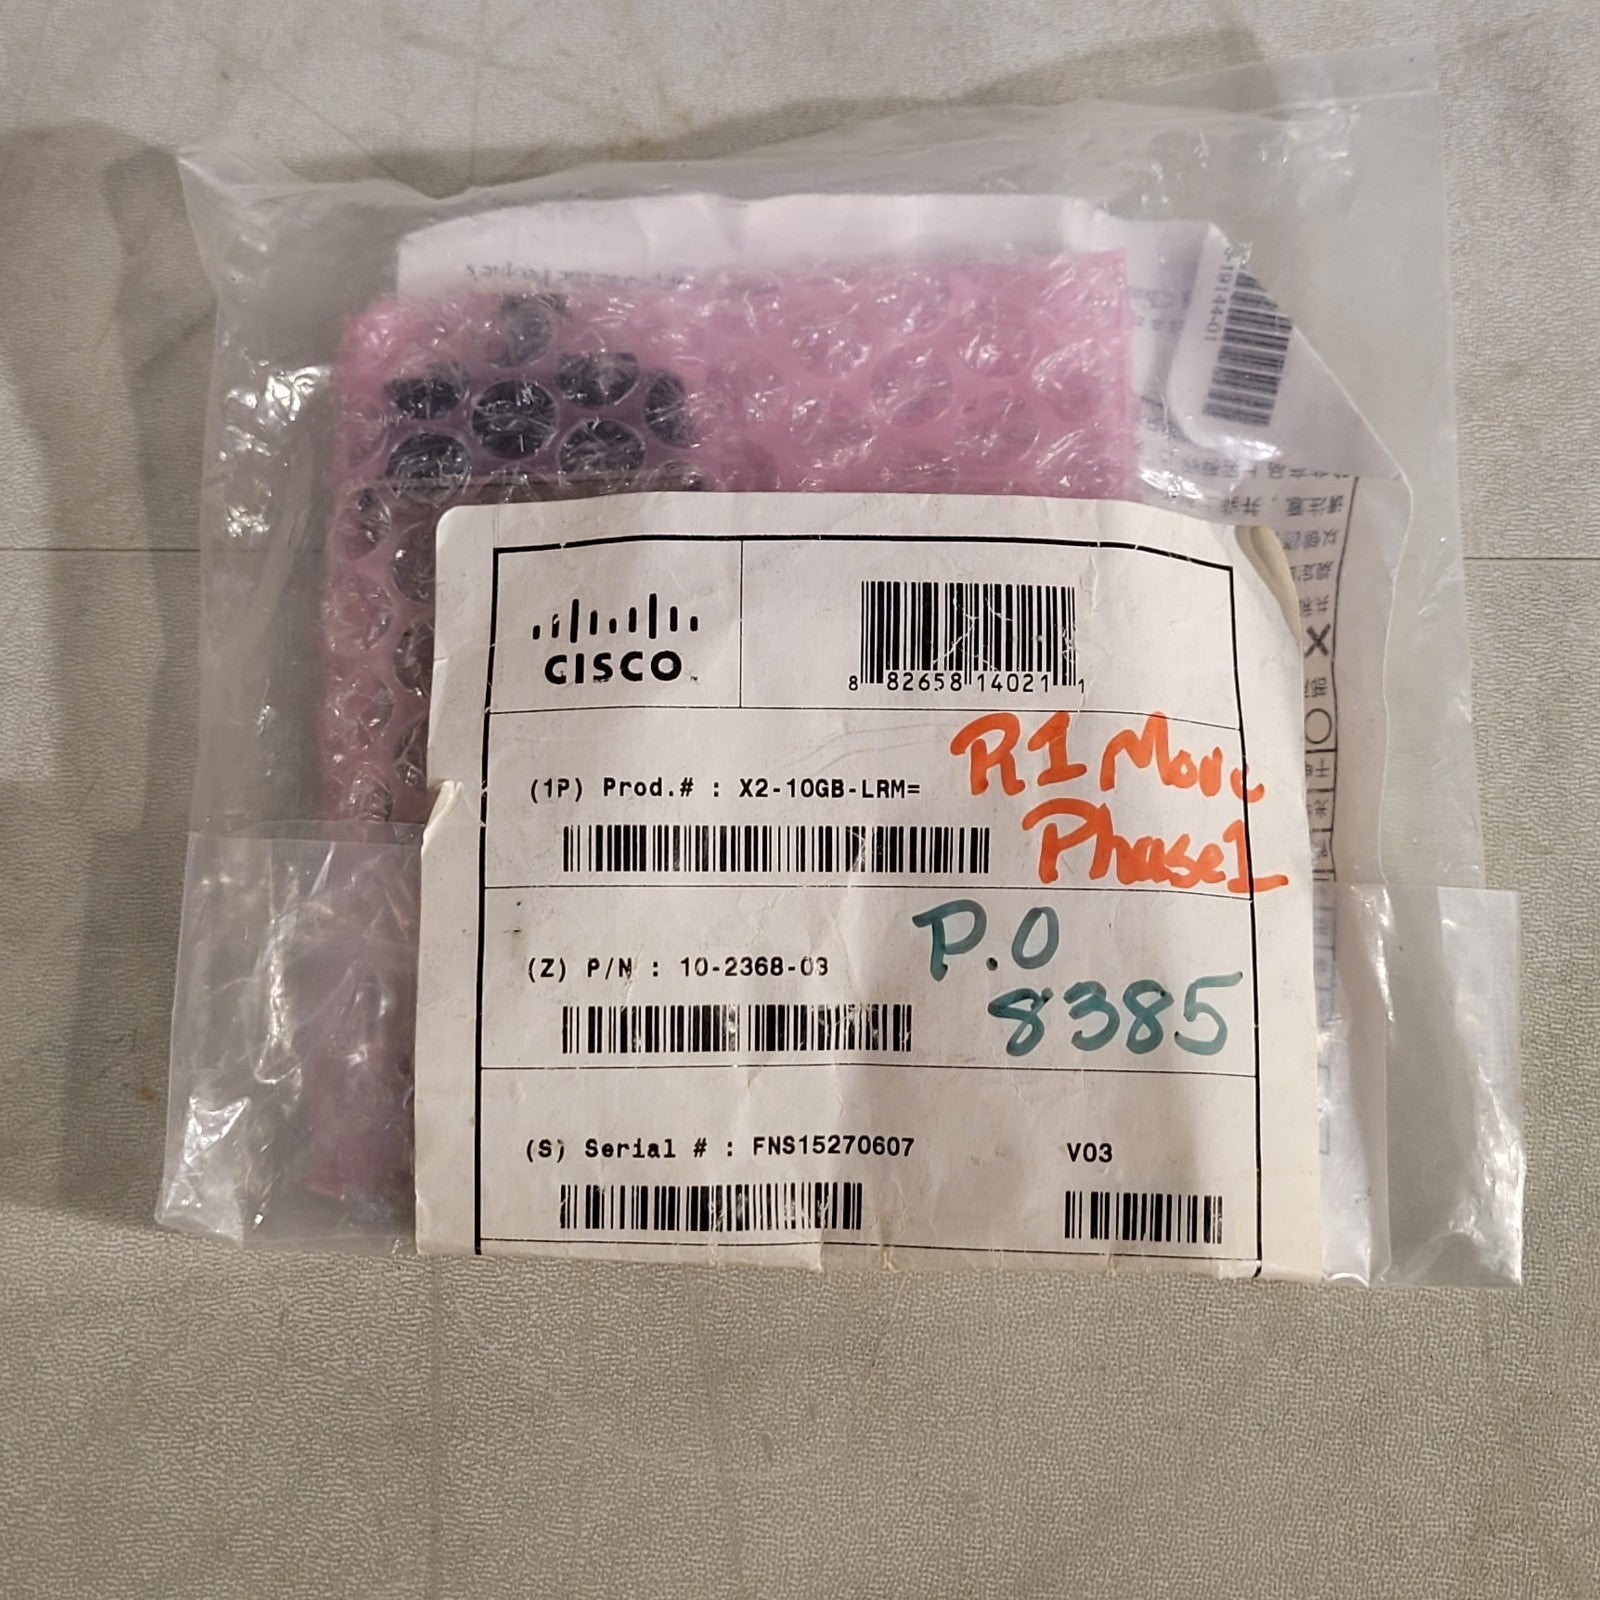 CISCO
8 82658 14021 1
(1P) Prod.# : X2-10GB-LRM=
R1 Move
Phase1
(Z) P/N : 10-2368-03
P.O
8385
(S) Serial # : FNS15270607
V03